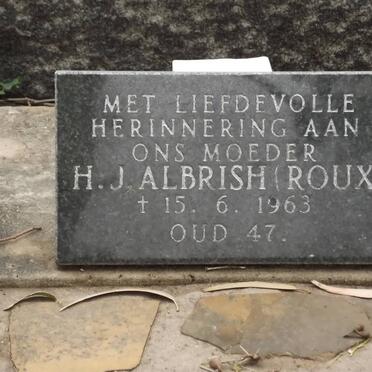 MET LIEFDEVOLLE
HERINNERING AAN
ONS MOEDER
H.J. ALBRISH (ROUX
† 15. 6. 1963
OUD 47.